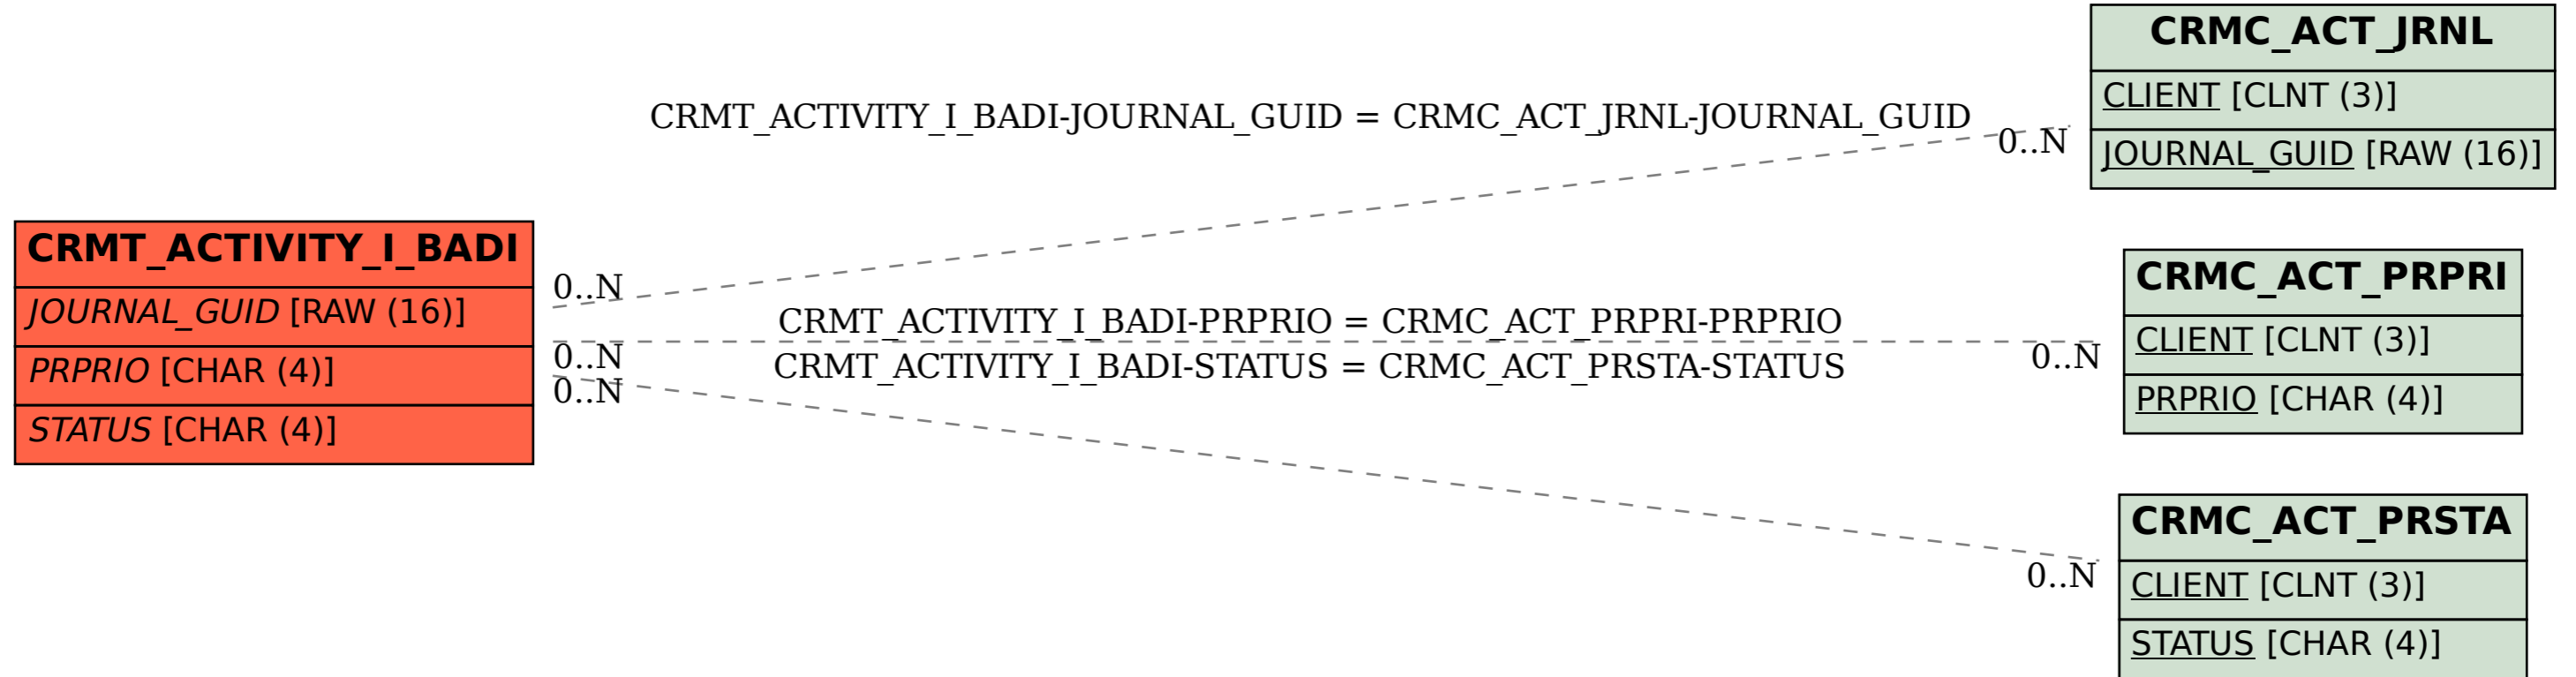 CRMC_ACT_JRNL
CLIENT [CLNT (3)]
JOURNAL_GUID [RAW (16)]
CRMT_ACTIVITY_I_BADI-JOURNAL_GUID = CRMC_ACT_JRNL-JOURNAL_GUID
0..N
CRMT_ACTIVITY_I_BADI
JOURNAL_GUID [RAW (16)]
PRPRIO [CHAR (4)]
STATUS [CHAR (4)]
0..N
0..N
0..N
CRMT_ACTIVITY_I_BADI-PRPRIO = CRMC_ACT_PRPRI-PRPRIO
CRMT_ACTIVITY_I_BADI-STATUS = CRMC_ACT_PRSTA-STATUS
0..N
CRMC_ACT_PRPRI
CLIENT [CLNT (3)]
PRPRIO [CHAR (4)]
0..N
CRMC_ACT_PRSTA
CLIENT [CLNT (3)]
STATUS [CHAR (4)]